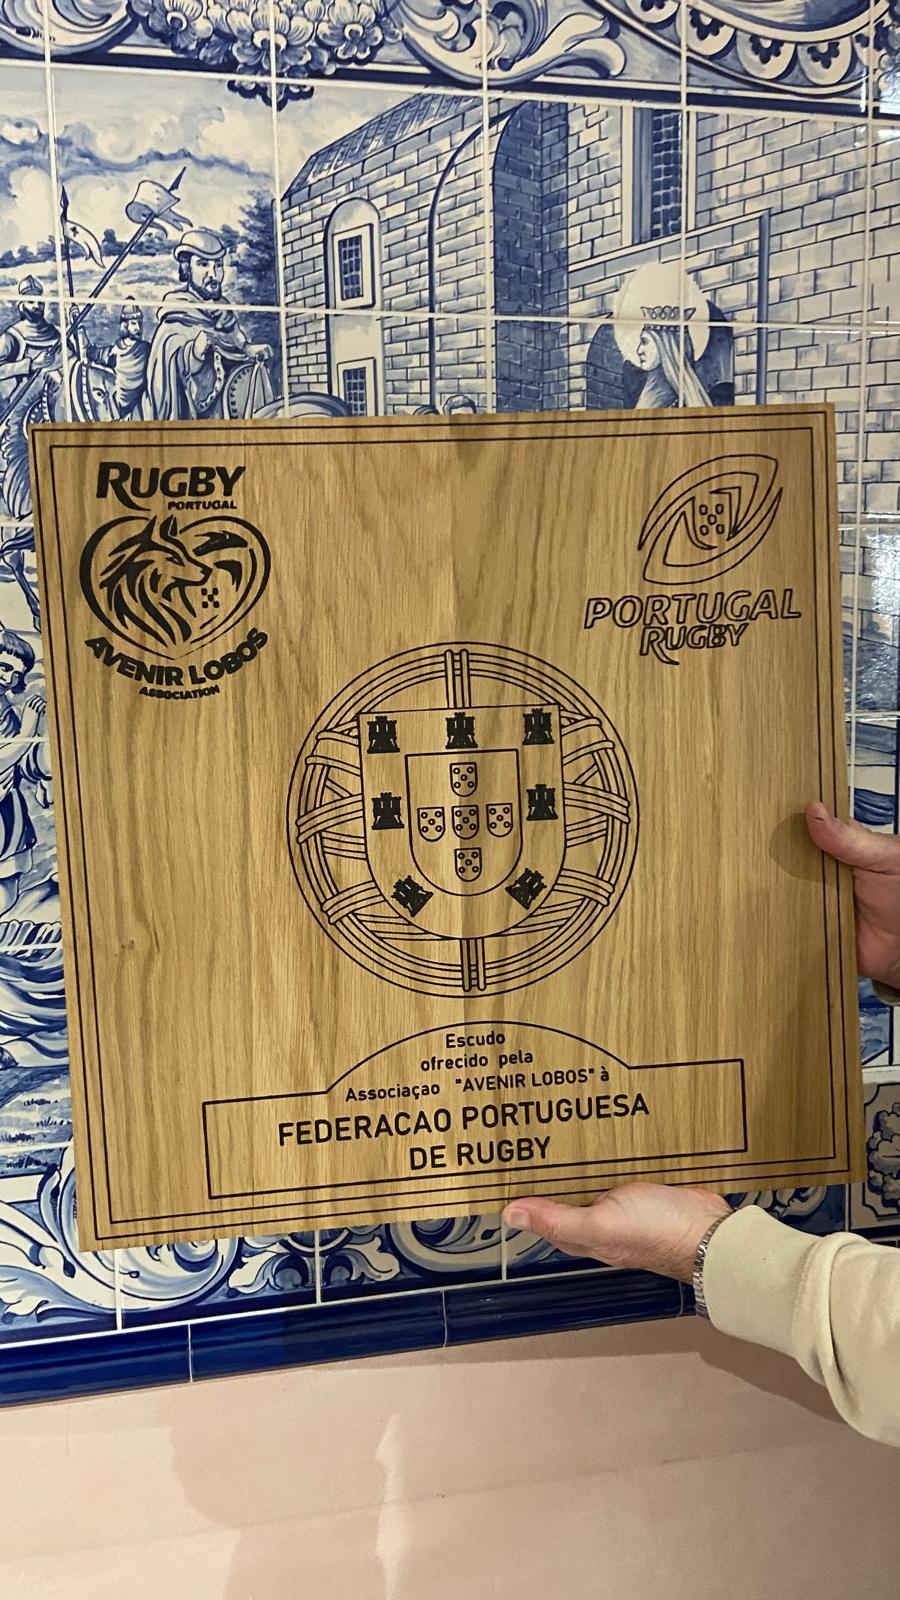 RUGBY
PORTUGAL
AVENIR LOBOS
ASSOCIATION
PORTUGAL
RUGBY
Escudo
ofrecido pela
Associaçao "AVENIR LOBOS" à
FEDERACAO PORTUGUESA
DE RUGBY